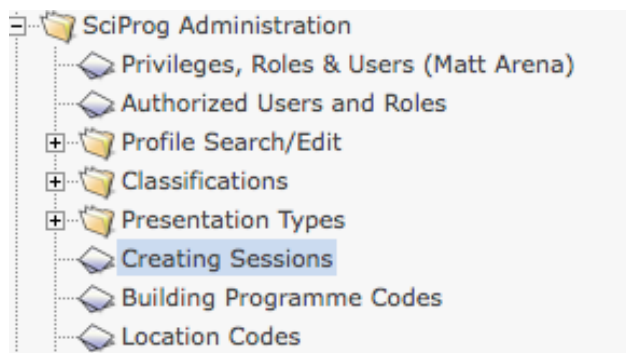 SciProg Administration
Privileges, Roles & Users (Matt Arena)
Authorized Users and Roles
Profile Search/Edit
Classifications
Presentation Types
Creating Sessions
Building Programme Codes
Location Codes